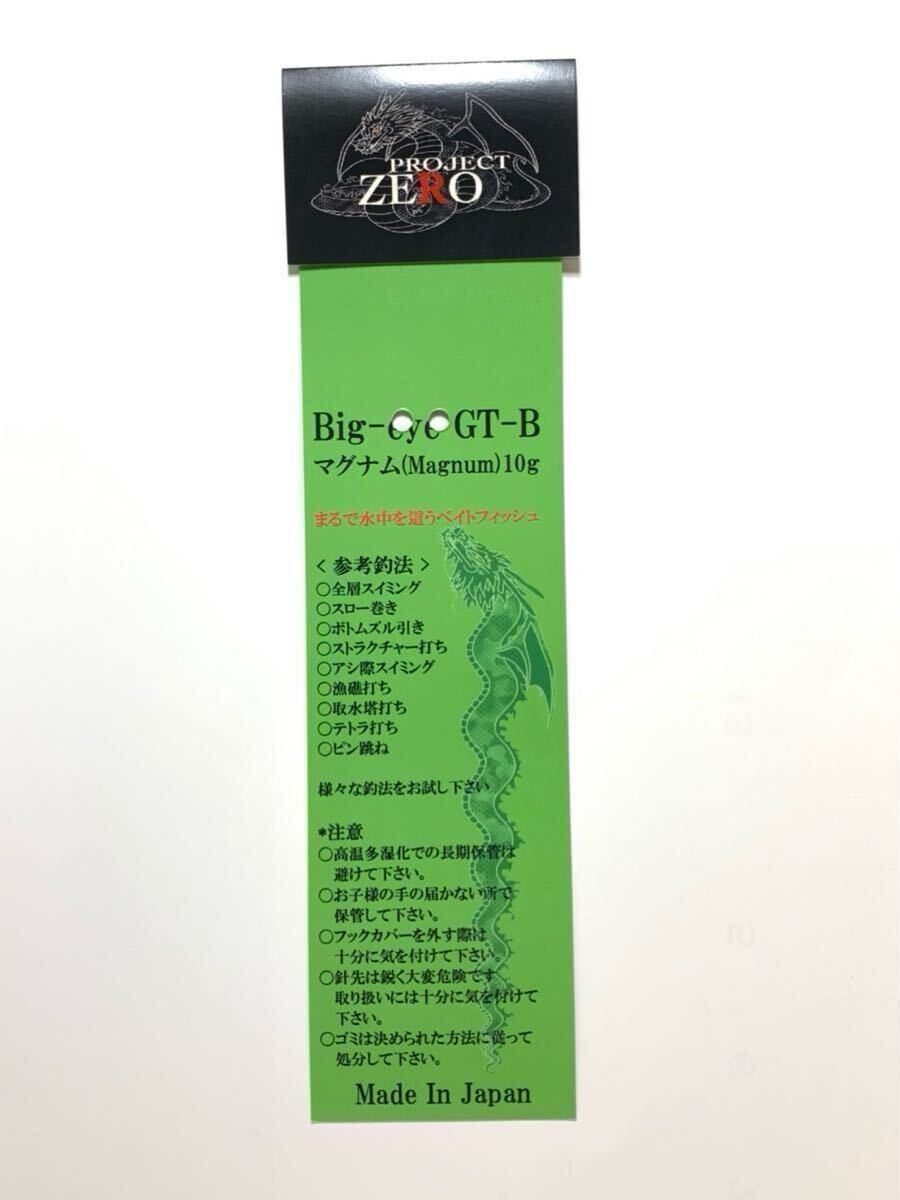 PROJECT
ZERO
Big-eye GT-B
マグナム(Magnum)10g
まるで水中を這うベイトフィッシュ
< 参考釣法 >
○全層スイミング
○スロー巻き
○ボトムズル引き
○ストラクチャー打ち
○アシ際スイミング
○漁礁打ち
○取水塔打ち
○テトラ打ち
○ピン跳ね
様々な釣法をお試し下さい
*注意
○高温多湿化での長期保管は
避けて下さい。
○お子様の手の届かない所で
保管して下さい。
○フックカバーを外す際は
十分に気を付けて下さい。
○針先は鋭く大変危険です
取り扱いには十分に気を付けて
下さい。
○ゴミは決められた方法に従って
処分して下さい。
Made In Japan